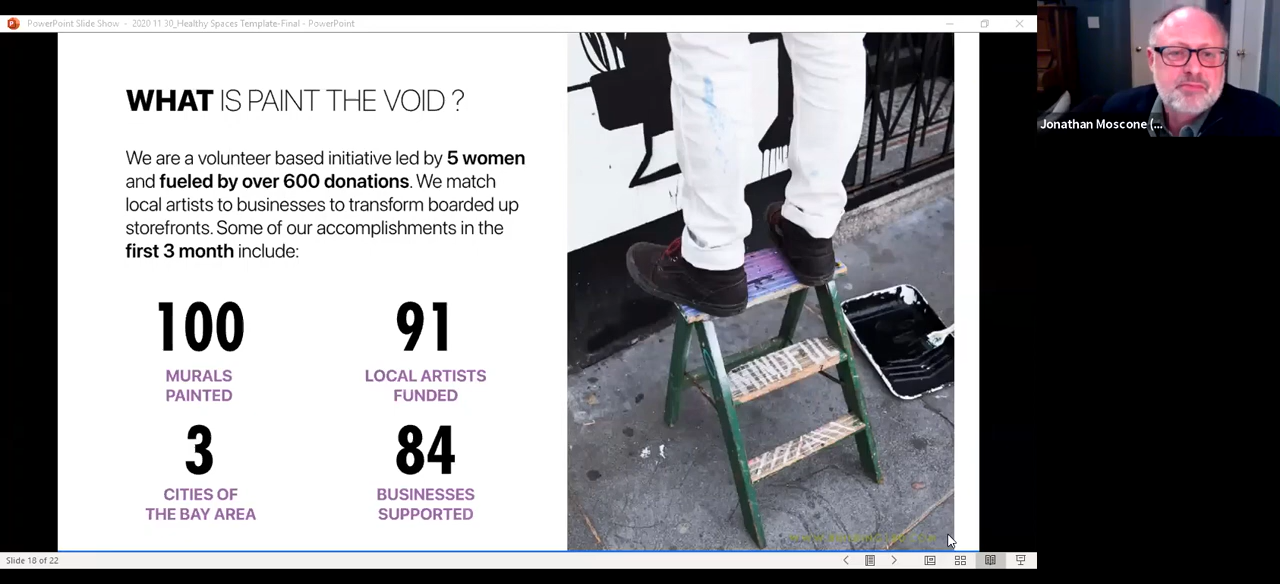 PowerPoint Slide Show - 2020 11 30_Healthy Spaces Template-Final - PowerPoint
WHAT IS PAINT THE VOID ?
We are a volunteer based initiative led by 5 women
and fueled by over 600 donations. We match
local artists to businesses to transform boarded up
storefronts. Some of our accomplishments in the
first 3 month include:
100
MURALS
PAINTED
91
LOCAL ARTISTS
FUNDED
3
CITIES OF
THE BAY AREA
84
BUSINESSES
SUPPORTED
Slide 18 of 22
Jonathan Moscone (...